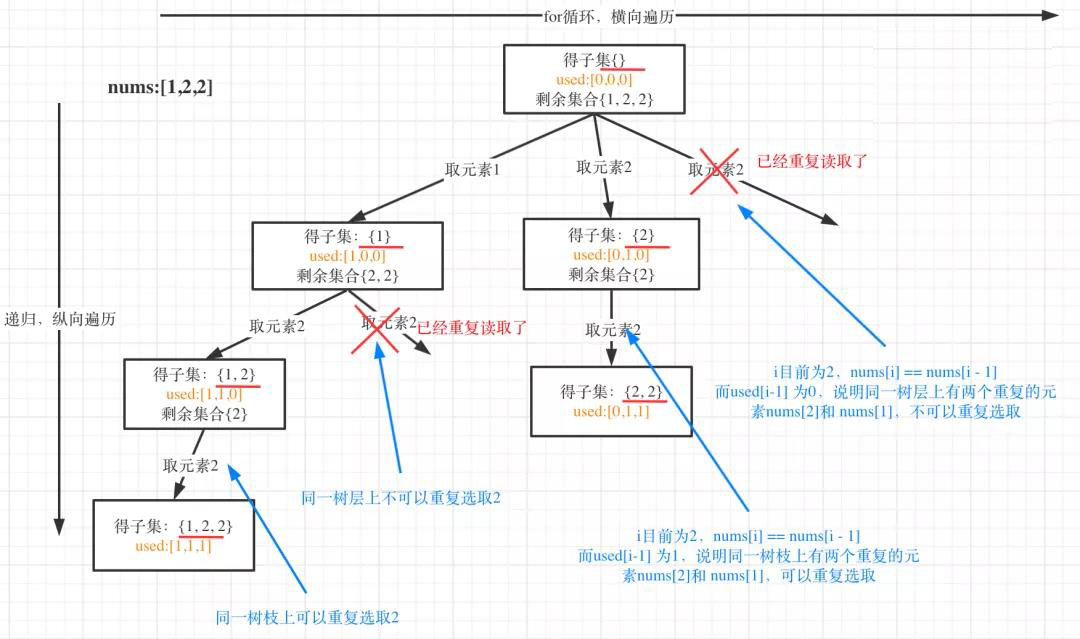 for循环，横向遍历
nums:[1,2,2]
得子集{}
used:[0,0,0]
剩余集合{1, 2, 2}
取元素1
取元素2
取元素2
已经重复读取了
得子集：{1}
used:[1,0,0]
剩余集合{2, 2}
得子集：{2}
used:[0,1,0]
剩余集合{2}
递归，纵向遍历
取元素2
取元素2
已经重复读取了
取元素2
得子集：{1, 2}
used:[1,1,0]
剩余集合{2}
得子集：{2, 2}
used:[0,1,1]
i目前为2，nums[i] == nums[i - 1]
而used[i-1] 为0，说明同一树层上有两个重复的元
素nums[2]和 nums[1]，不可以重复选取
取元素2
同一树层上不可以重复选取2
得子集：{1, 2, 2}
used:[1,1,1]
i目前为2，nums[i] == nums[i - 1]
而used[i-1] 为1，说明同一树枝上有两个重复的元
素nums[2]和 nums[1]，可以重复选取
同一树枝上可以重复选取2